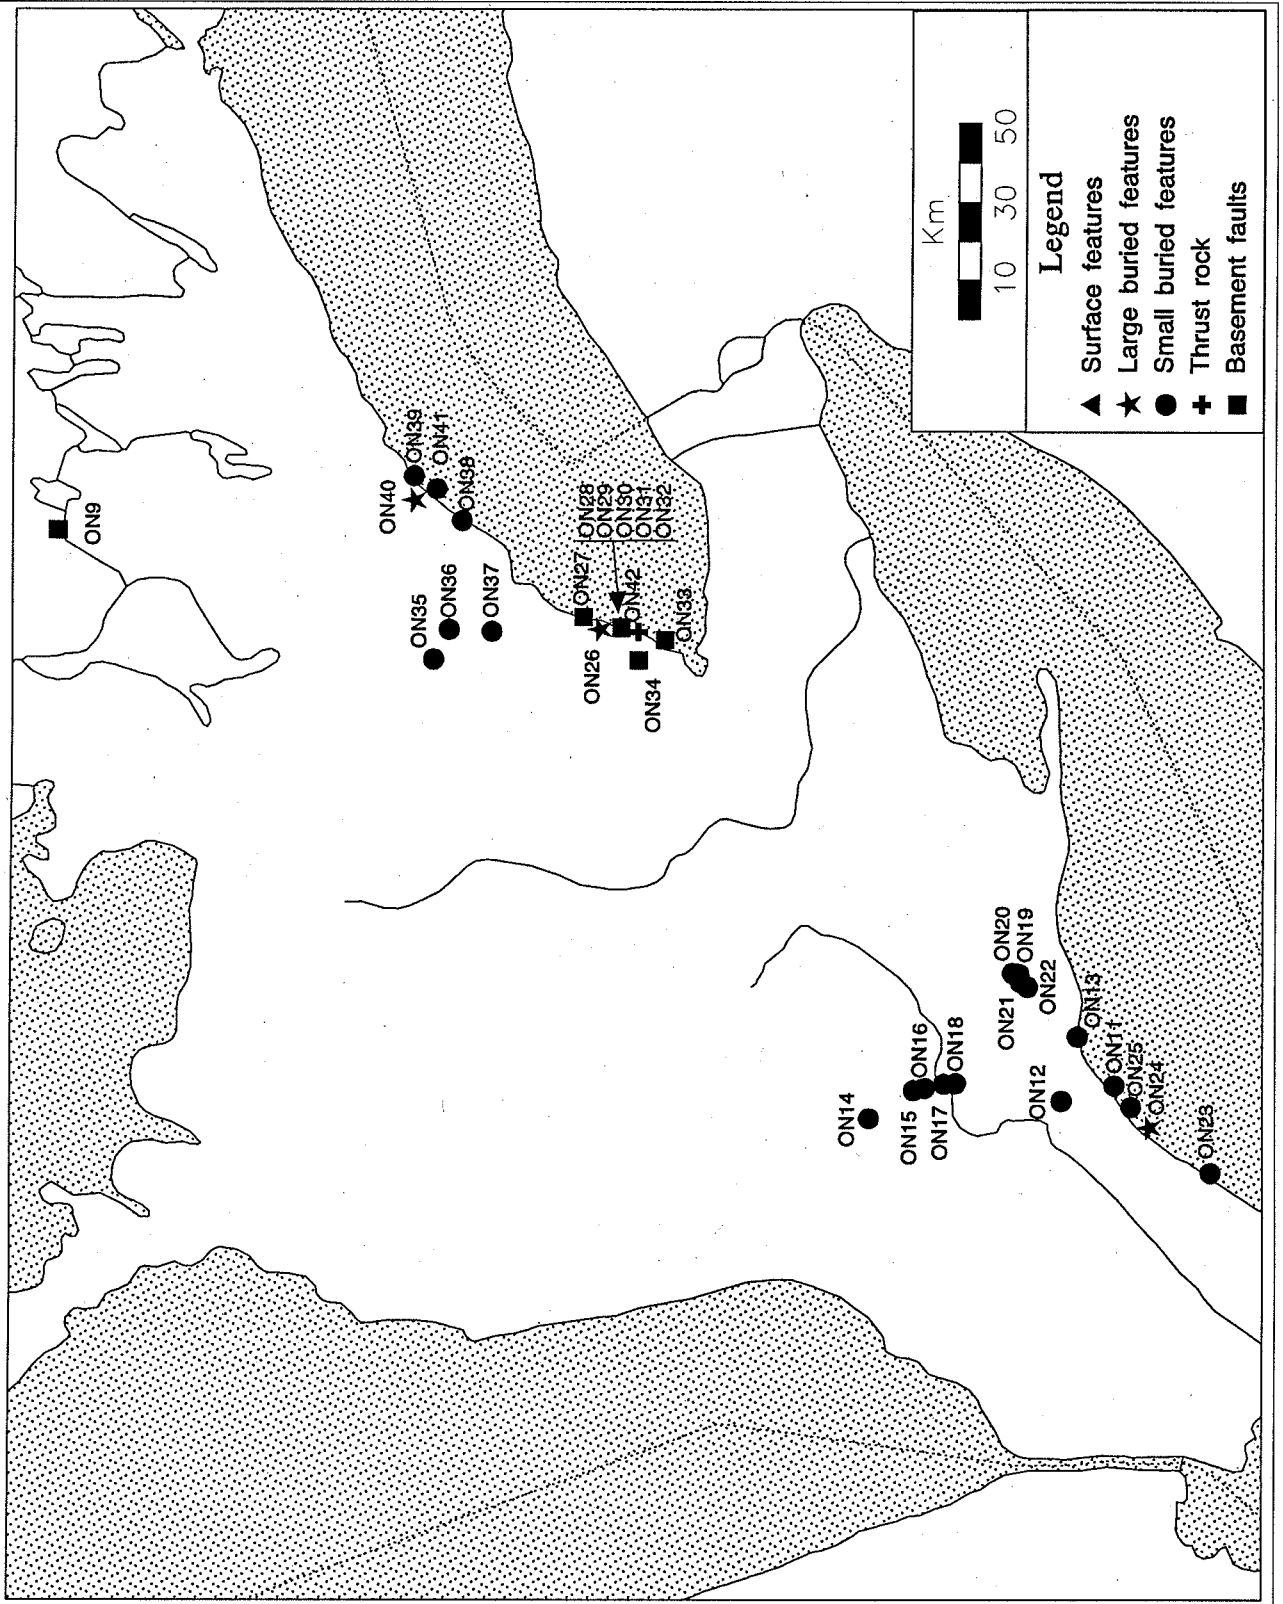 ON9
ON39
ON40
ON41
ON38
ON35
ON36
ON37
ON27
ON28
ON29
ON30
ON31
ON32
ON42
ON26
ON33
ON34
ON14
ON16
ON15
ON18
ON17
ON20
ON19
ON21
ON22
ON12
ON13
ON11
ON25
ON24
ON23
Km
10 30 50
Legend
Surface features
Large buried features
Small buried features
Thrust rock
Basement faults